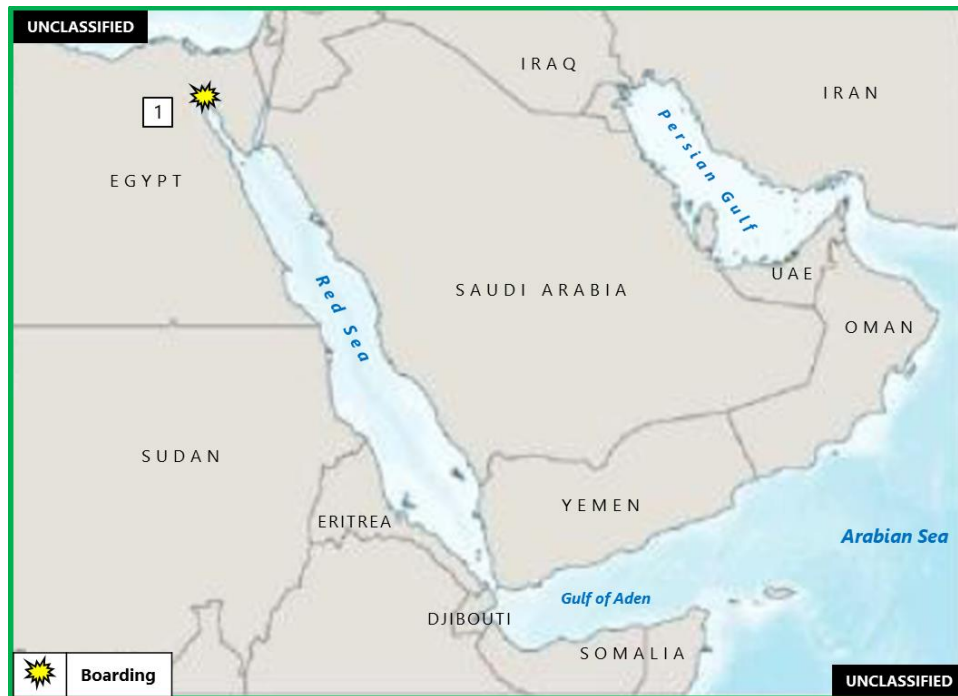 UNCLASSIFIED
IRAQ
IRAN
1
Persian Gulf
EGYPT
UAE
SAUDI ARABIA
Red Sea
OMAN
SUDAN
YEMEN
ERITREA
Arabian Sea
Gulf of Aden
DJIBOUTI
SOMALIA
Boarding
UNCLASSIFIED